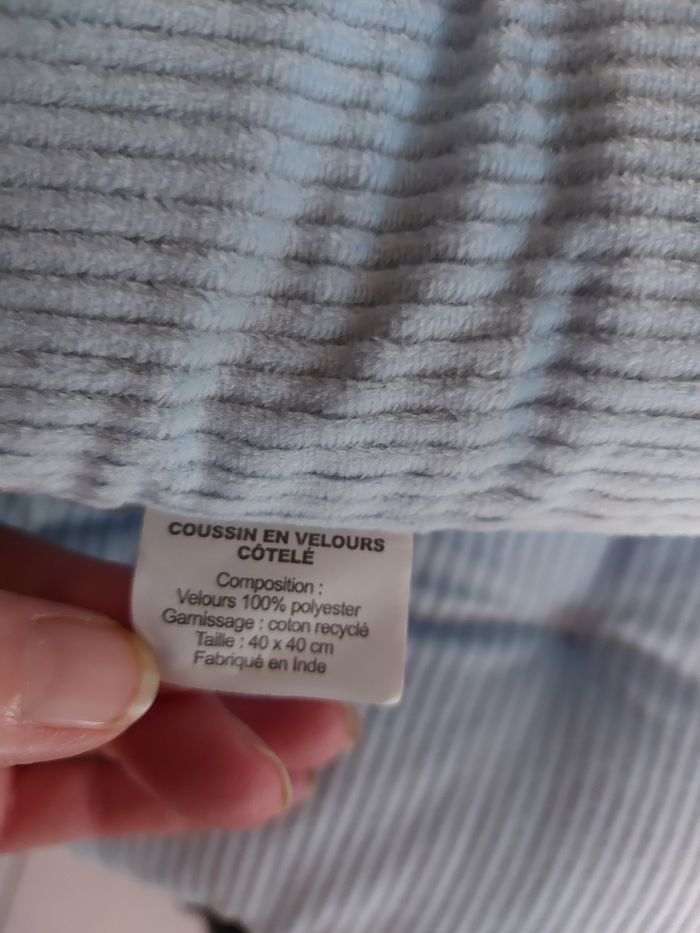 COUSSIN EN VELOURS
CÔTELÉ
Composition :
Velours 100% polyester
Garnissage : coton recyclé
Taille : 40 x 40 cm
Fabriqué en Inde